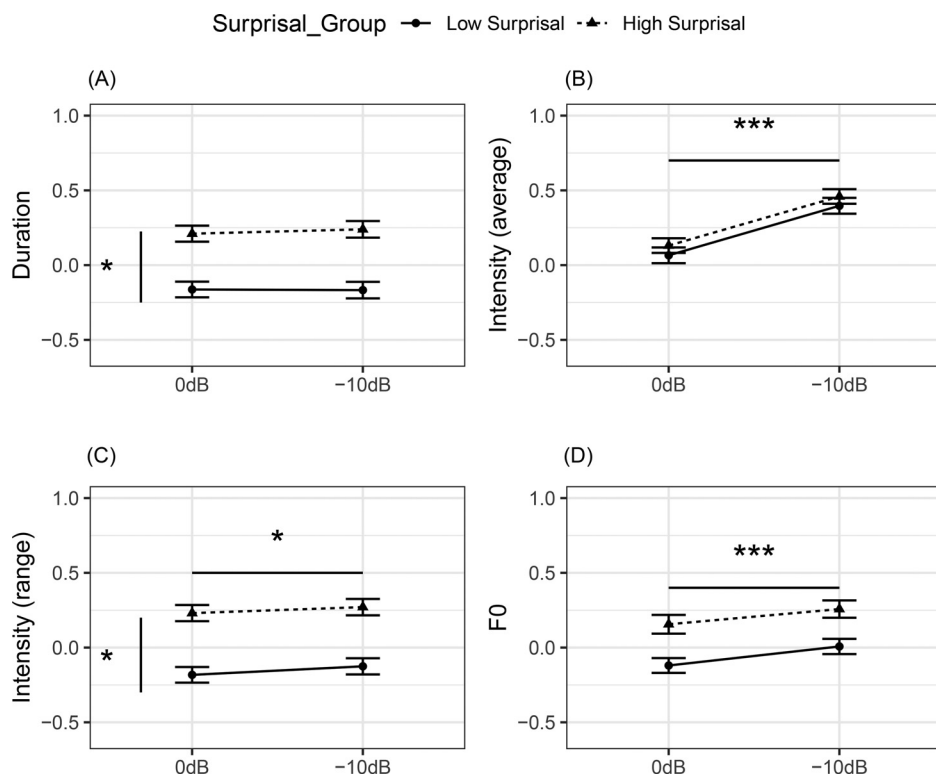 Surprisal_Group Low Surprisal High Surprisal
(A)
Duration
1.0
0.5
0.0
−0.5
*
0dB
−10dB
(B)
Intensity (average)
1.0
0.5
0.0
−0.5
***
0dB
−10dB
(C)
Intensity (range)
1.0
0.5
0.0
−0.5
*
*
0dB
−10dB
(D)
F0
1.0
0.5
0.0
−0.5
***
0dB
−10dB